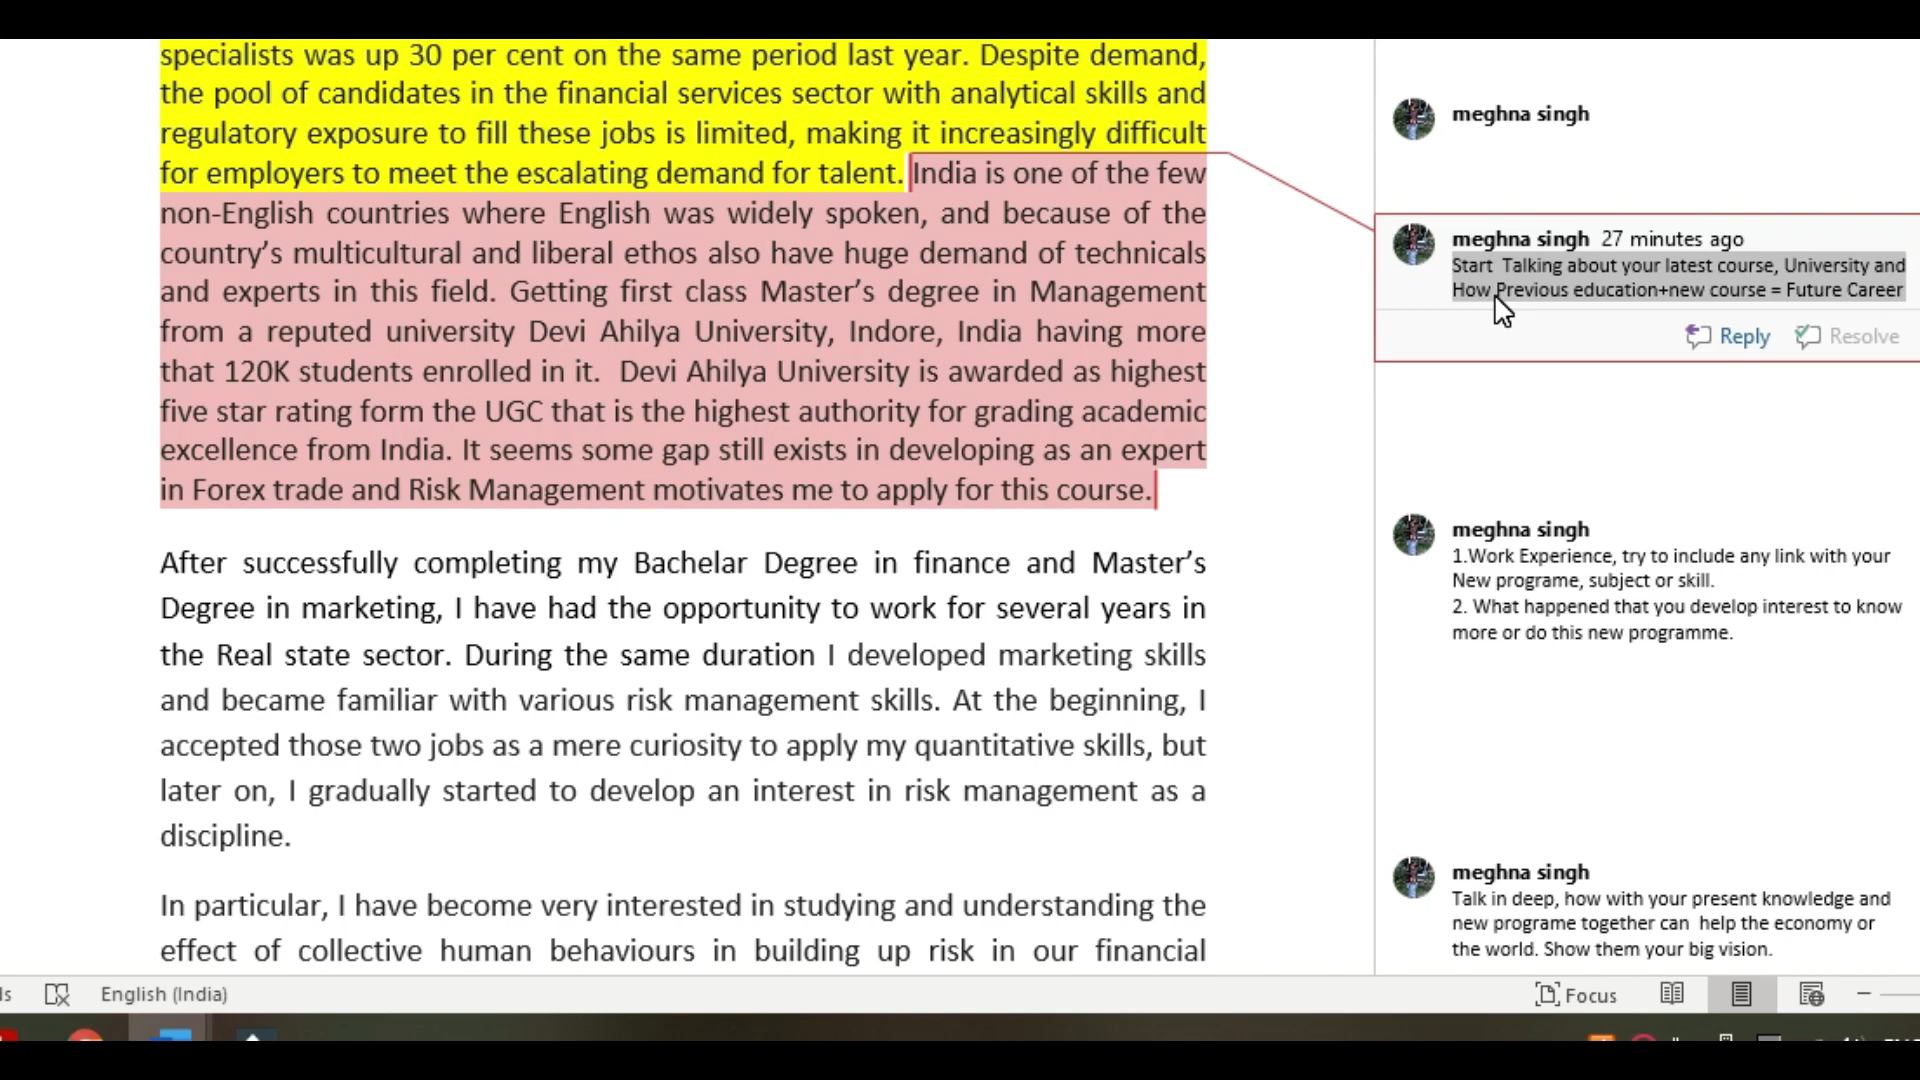 specialists was up 30 per cent on the same period last year. Despite demand,
the pool of candidates in the financial services sector with analytical skills and
regulatory exposure to fill these jobs is limited, making it increasingly difficult
for employers to meet the escalating demand for talent. India is one of the few
non-English countries where English was widely spoken, and because of the
country’s multicultural and liberal ethos also have huge demand of technicals
and experts in this field. Getting first class Master’s degree in Management
from a reputed university Devi Ahilya University, Indore, India having more
that 120K students enrolled in it.  Devi Ahilya University is awarded as highest
five star rating form the UGC that is the highest authority for grading academic
excellence from India. It seems some gap still exists in developing as an expert
in Forex trade and Risk Management motivates me to apply for this course.
After successfully completing my Bachelar Degree in finance and Master’s
Degree in marketing, I have had the opportunity to work for several years in
the Real state sector. During the same duration I developed marketing skills
and became familiar with various risk management skills. At the beginning, I
accepted those two jobs as a mere curiosity to apply my quantitative skills, but
later on, I gradually started to develop an interest in risk management as a
discipline.
In particular, I have become very interested in studying and understanding the
effect of collective human behaviours in building up risk in our financial
meghna singh
meghna singh 27 minutes ago
Start  Talking about your latest course, University and
How Previous education+new course = Future Career
Reply Resolve
meghna singh
1.Work Experience, try to include any link with your
New programe, subject or skill.
2. What happened that you develop interest to know
more or do this new programme.
meghna singh
Talk in deep, how with your present knowledge and
new programe together can  help the economy or
the world. Show them your big vision.
English (India) Focus